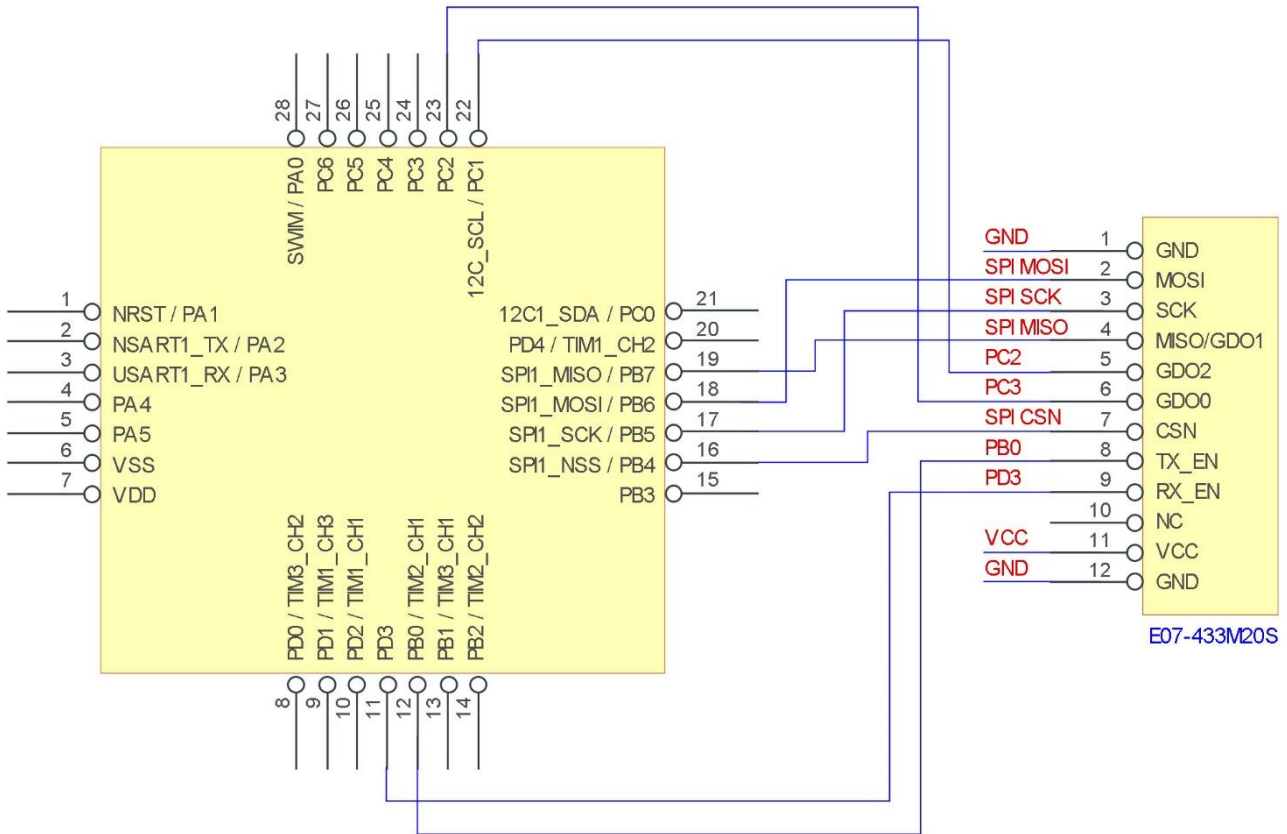 28
27
26
25
24
23
22
SWIM / PA0
PC6
PC5
PC4
PC3
PC2
12C_SCL / PC1
1 NRST / PA1
2 NSART1_TX / PA2
3 USART1_RX / PA3
4 PA4
5 PA5
6 VSS
7 VDD
12C1_SDA / PC0 21
PD4 / TIM1_CH2 20
SPI1_MISO / PB7 19
SPI1_MOSI / PB6 18
SPI1_SCK / PB5 17
SPI1_NSS / PB4 16
PB3 15
PD0 / TIM3_CH2
PD1 / TIM1_CH3
PD2 / TIM1_CH1
PD3
PB0 / TIM2_CH1
PB1 / TIM3_CH1
PB2 / TIM2_CH2
8
9
10
11
12
13
14
GND 1 GND
SPI MOSI 2 MOSI
SPI SCK 3 SCK
SPI MISO 4 MISO/GDO1
PC2 5 GDO2
PC3 6 GDO0
SPI CSN 7 CSN
PB0 8 TX_EN
PD3 9 RX_EN
10 NC
VCC 11 VCC
GND 12 GND
E07-433M20S